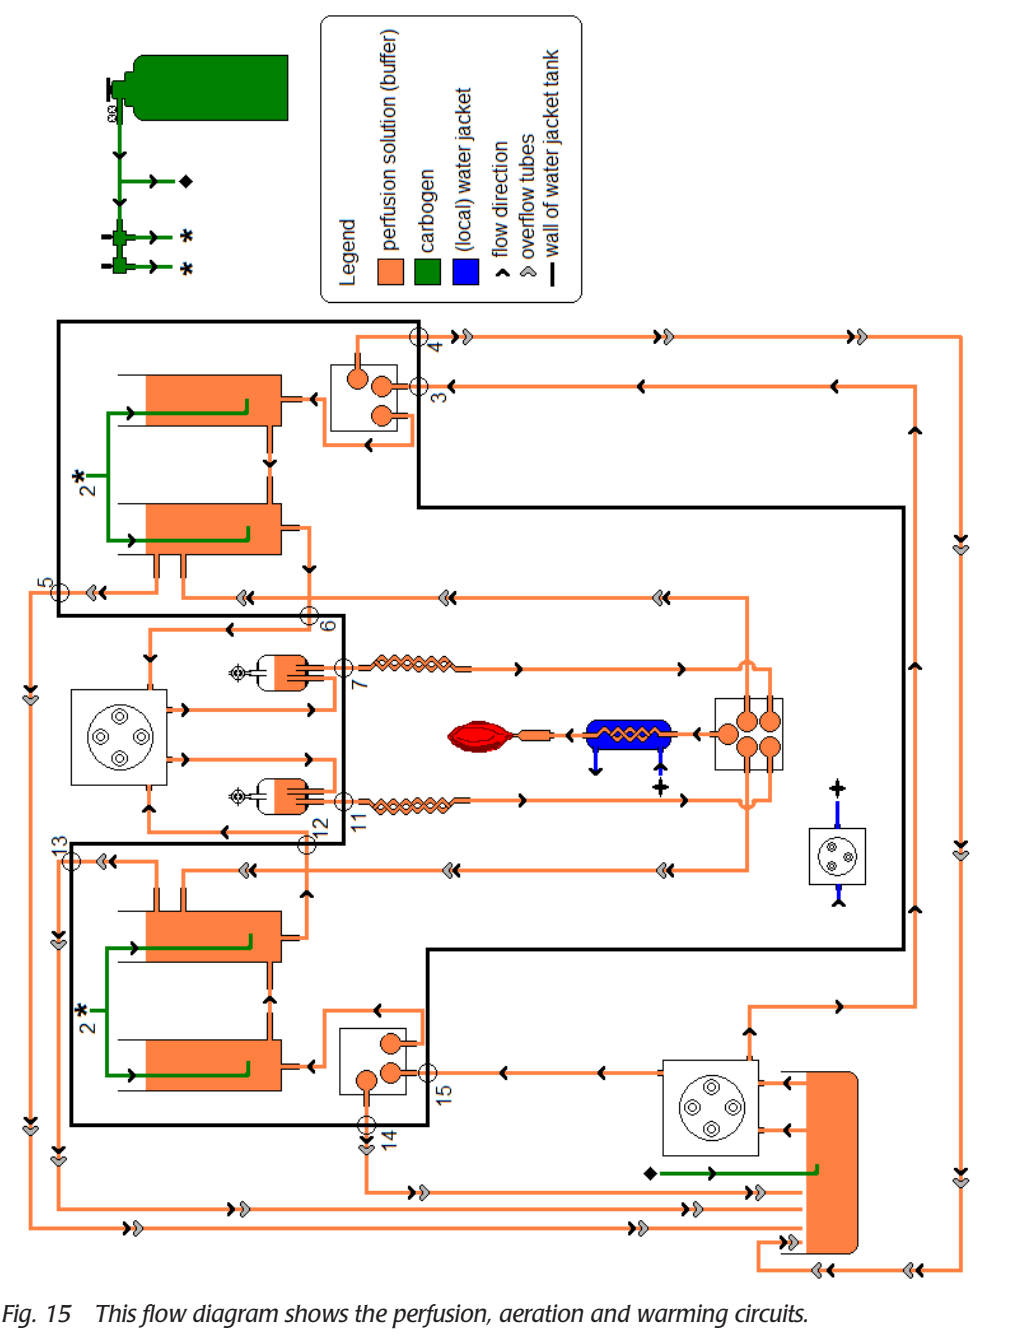 Legend
perfusion solution (buffer)
carbogen
(local) water jacket
flow direction
overflow tubes
wall of water jacket tank
4
3
2*
5
6
7
11
12
13
2*
15
14
Fig. 15 This flow diagram shows the perfusion, aeration and warming circuits.